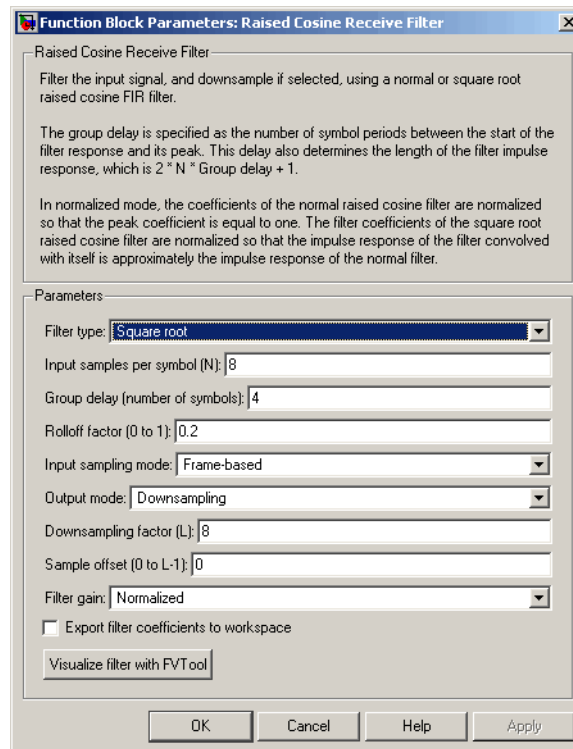 Function Block Parameters: Raised Cosine Receive Filter
Raised Cosine Receive Filter
Filter the input signal, and downsample if selected, using a normal or square root
raised cosine FIR filter.
The group delay is specified as the number of symbol periods between the start of the
filter response and its peak. This delay also determines the length of the filter impulse
response, which is 2 * N * Group delay + 1.
In normalized mode, the coefficients of the normal raised cosine filter are normalized
so that the peak coefficient is equal to one. The filter coefficients of the square root
raised cosine filter are normalized so that the impulse response of the filter convolved
with itself is approximately the impulse response of the normal filter.
Parameters
Filter type: Square root
Input samples per symbol (N): 8
Group delay (number of symbols): 4
Rolloff factor (0 to 1): 0.2
Input sampling mode: Frame-based
Output mode: Downsampling
Downsampling factor (L): 8
Sample offset (0 to L-1): 0
Filter gain: Normalized
Export filter coefficients to workspace
Visualize filter with FVTool
OK Cancel Help Apply